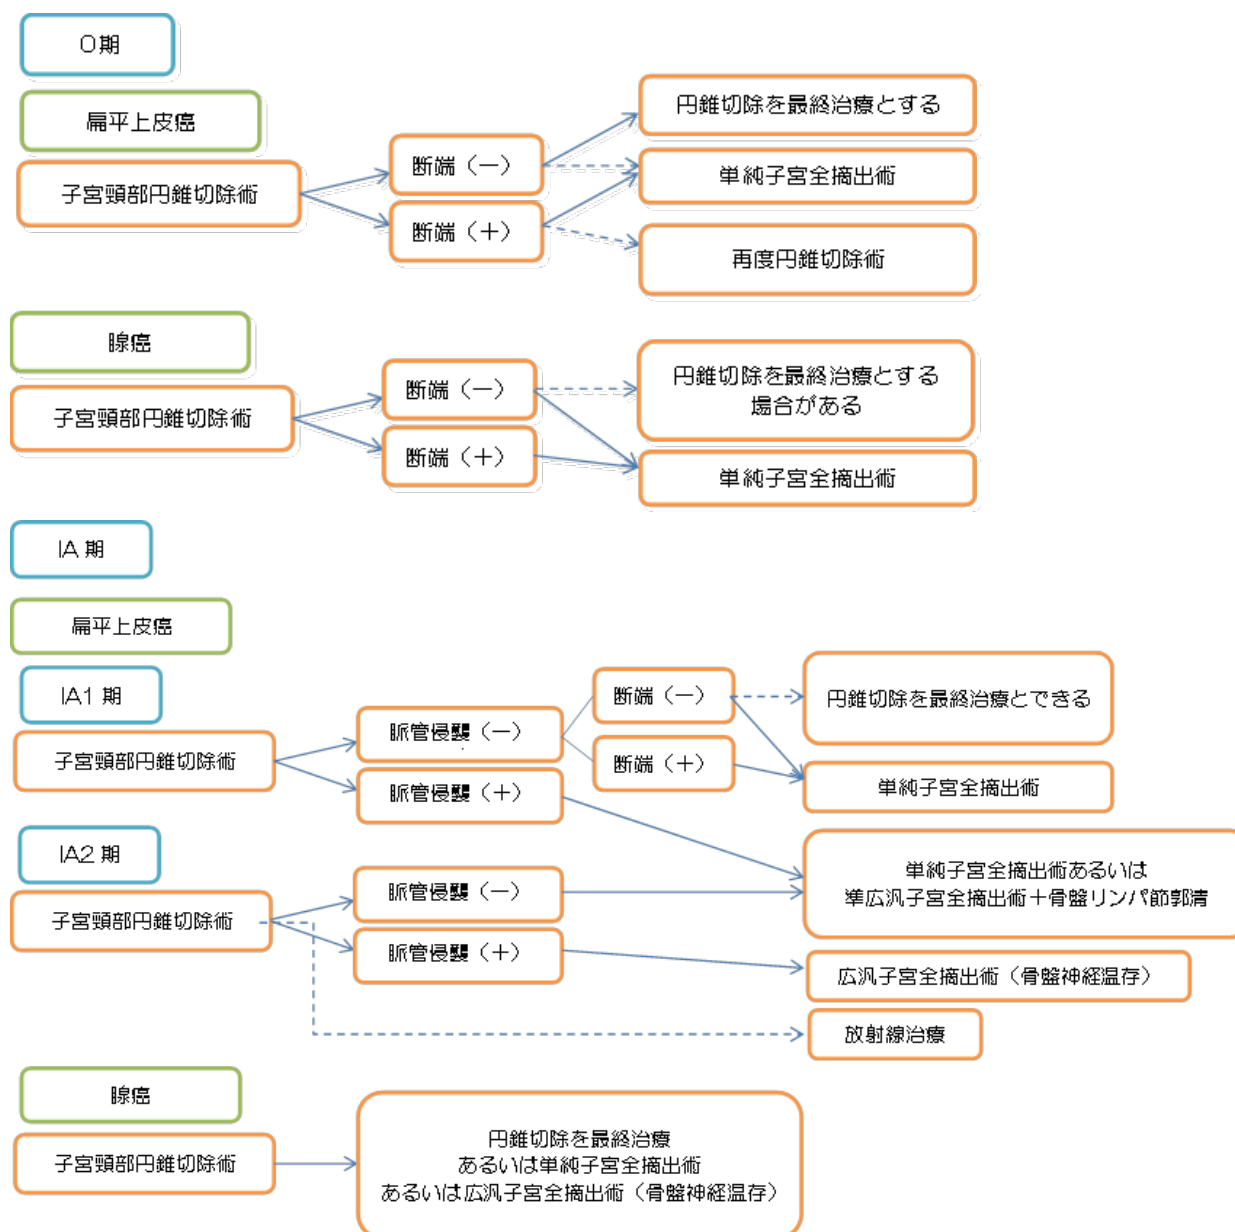 0期
扁平上皮癌
子宮頸部円錐切除術
断端（－）
断端（＋）
円錐切除を最終治療とする
単純子宮全摘出術
再度円錐切除術
腺癌
子宮頸部円錐切除術
断端（－）
断端（＋）
円錐切除を最終治療とする
場合がある
単純子宮全摘出術
IA 期
扁平上皮癌
IA1 期
子宮頸部円錐切除術
脈管侵襲（－）
脈管侵襲（＋）
断端（－）
断端（＋）
円錐切除を最終治療とできる
単純子宮全摘出術
IA2 期
子宮頸部円錐切除術
脈管侵襲（－）
脈管侵襲（＋）
単純子宮全摘出術あるいは
準広汎子宮全摘出術＋骨盤リンパ節郭清
広汎子宮全摘出術（骨盤神経温存）
放射線治療
腺癌
子宮頸部円錐切除術
円錐切除を最終治療
あるいは単純子宮全摘出術
あるいは広汎子宮全摘出術（骨盤神経温存）